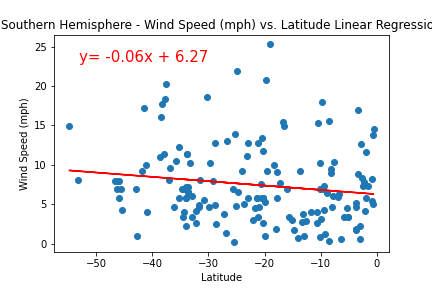 Southern Hemisphere - Wind Speed (mph) vs. Latitude Linear Regressio
y= -0.06x + 6.27
25
20
15
10
5
0
Wind Speed (mph)
−50 −40 −30 −20 −10 0
Latitude